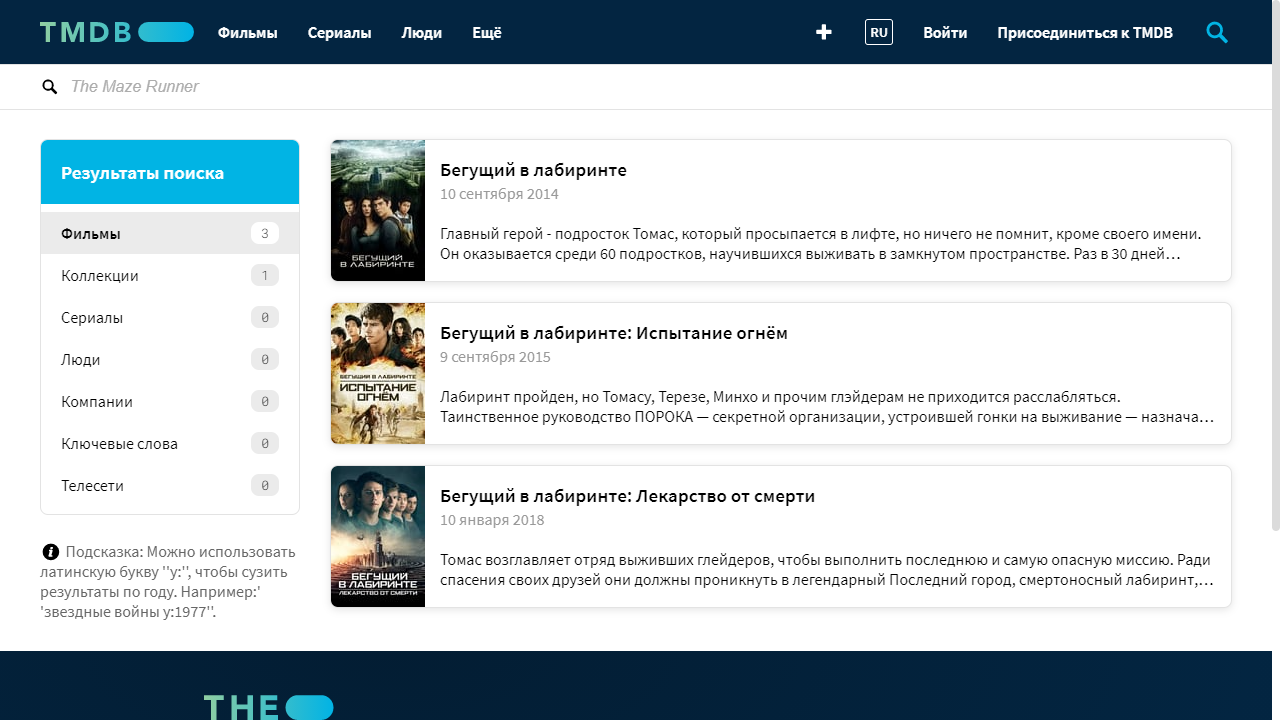 TMDB Фильмы Сериалы Люди Ещё RU Войти Присоединиться к TMDB
The Maze Runner
Результаты поиска
Фильмы 3
Коллекции 1
Сериалы 0
Люди 0
Компании 0
Ключевые слова 0
Телесети 0
Подсказка: Можно использовать
латинскую букву ''y:'', чтобы сузить
результаты по году. Например:'
'звездные войны y:1977''.
БЕГУЩИЙ
В ЛАБИРИНТЕ
Бегущий в лабиринте
10 сентября 2014
Главный герой - подросток Томас, который просыпается в лифте, но ничего не помнит, кроме своего имени.
Он оказывается среди 60 подростков, научившихся выживать в замкнутом пространстве. Раз в 30 дней…
БЕГУЩИЙ В ЛАБИРИНТЕ
ИСПЫТАНИЕ
ОГНЁМ
Бегущий в лабиринте: Испытание огнём
9 сентября 2015
Лабиринт пройден, но Томасу, Терезе, Минхо и прочим глэйдерам не приходится расслабляться.
Таинственное руководство ПОРОКА — секретной организации, устроившей гонки на выживание — назнача…
БЕГУЩИЙ
В ЛАБИРИНТЕ
ЛЕКАРСТВО ОТ СМЕРТИ
Бегущий в лабиринте: Лекарство от смерти
10 января 2018
Томас возглавляет отряд выживших глейдеров, чтобы выполнить последнюю и самую опасную миссию. Ради
спасения своих друзей они должны проникнуть в легендарный Последний город, смертоносный лабиринт,…
THE